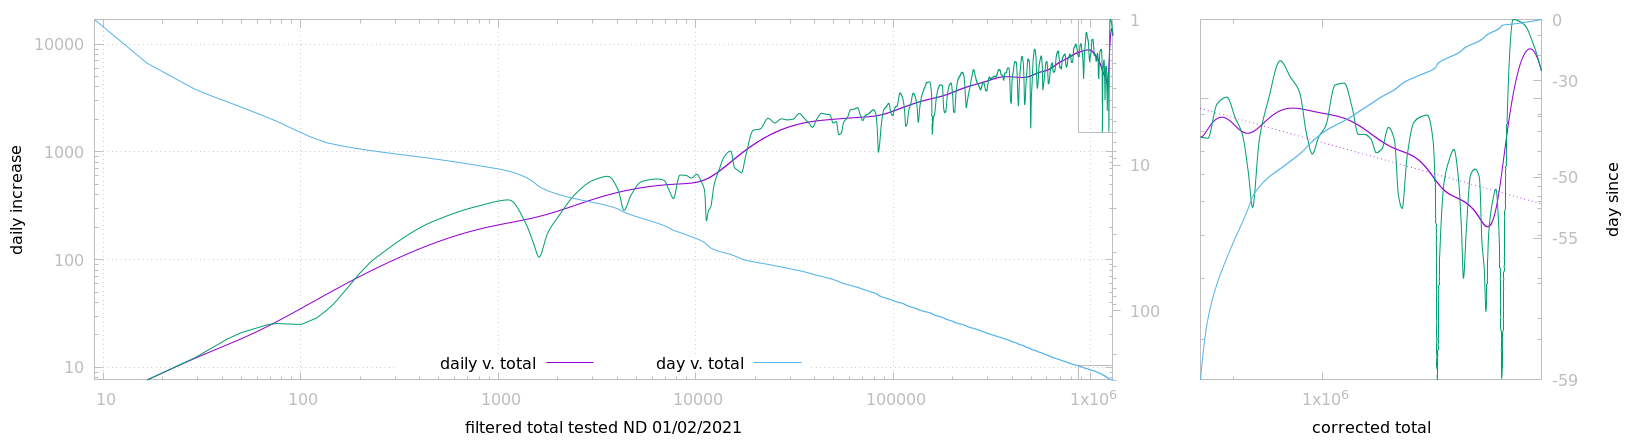 daily increase
10000
1000
100
10
daily v. total
day v. total
10
100
1000
10000
100000
1x10^6
filtered total tested ND 01/02/2021
1
10
100
1x10^6
corrected total
0
-30
-50
-55
-59
day since